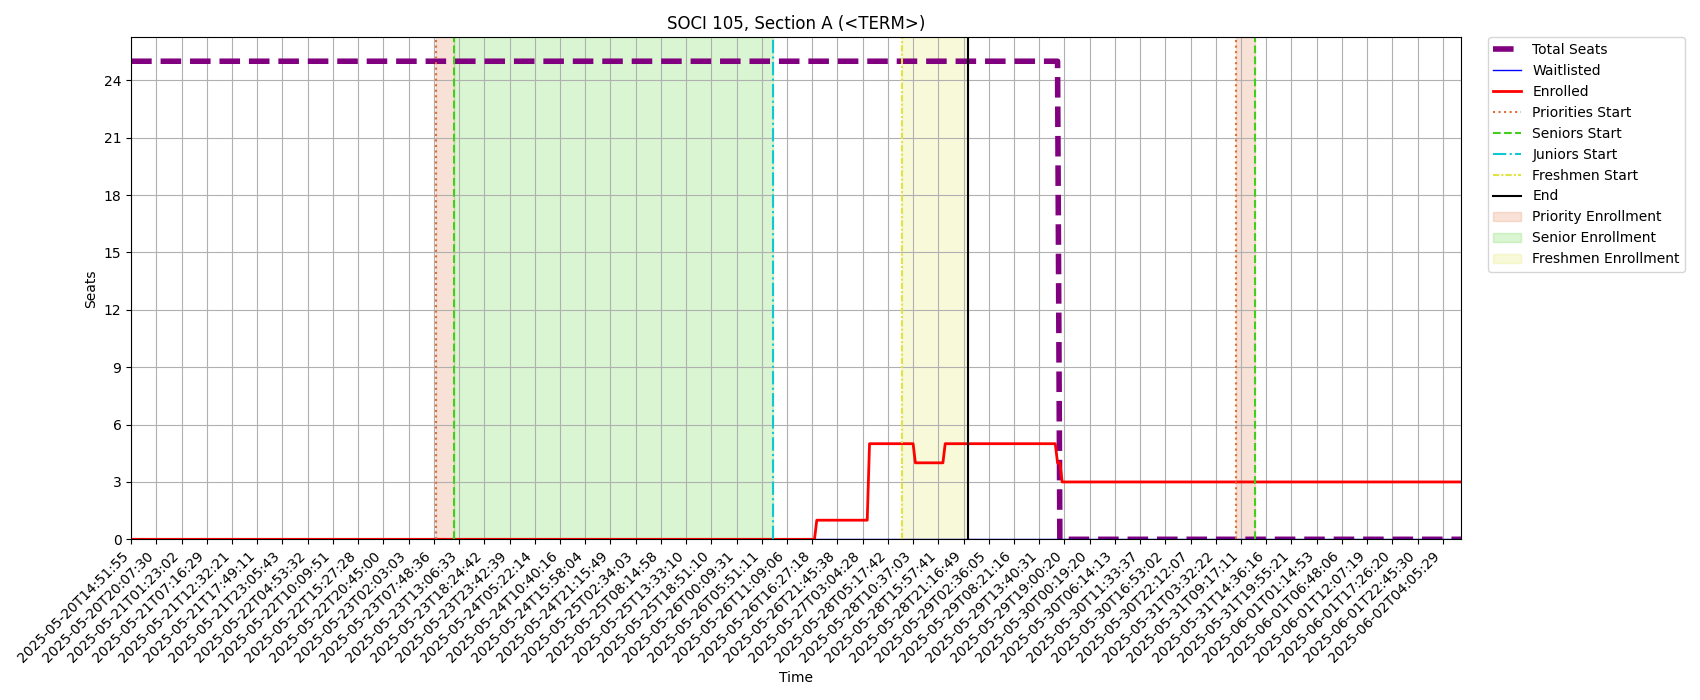 SOCI 105, Section A (<TERM>)
Total Seats
Waitlisted
Enrolled
Priorities Start
Seniors Start
Juniors Start
Freshmen Start
End
Priority Enrollment
Senior Enrollment
Freshmen Enrollment
Seats
24
21
18
15
12
9
6
3
0
2025-05-20T14:51:55
2025-05-20T20:07:30
2025-05-21T01:23:02
2025-05-21T07:16:29
2025-05-21T12:32:21
2025-05-21T17:49:11
2025-05-21T23:05:43
2025-05-22T04:53:32
2025-05-22T10:09:51
2025-05-22T15:27:28
2025-05-22T20:45:00
2025-05-23T02:03:03
2025-05-23T07:48:36
2025-05-23T13:06:33
2025-05-23T18:24:42
2025-05-23T23:42:39
2025-05-24T05:22:14
2025-05-24T10:40:16
2025-05-24T15:58:04
2025-05-24T21:15:49
2025-05-25T02:34:03
2025-05-25T08:14:58
2025-05-25T13:33:10
2025-05-25T18:51:10
2025-05-26T00:09:31
2025-05-26T05:51:11
2025-05-26T11:09:06
2025-05-26T16:27:18
2025-05-26T21:45:38
2025-05-27T03:04:28
2025-05-28T05:17:42
2025-05-28T10:37:03
2025-05-28T15:57:41
2025-05-28T21:16:49
2025-05-29T02:36:05
2025-05-29T08:21:16
2025-05-29T13:40:31
2025-05-29T19:00:20
2025-05-30T00:19:20
2025-05-30T06:14:13
2025-05-30T11:33:37
2025-05-30T16:53:02
2025-05-30T22:12:07
2025-05-31T03:32:22
2025-05-31T09:17:11
2025-05-31T14:36:16
2025-05-31T19:55:21
2025-06-01T01:14:53
2025-06-01T06:48:06
2025-06-01T12:07:19
2025-06-01T17:26:20
2025-06-01T22:45:30
2025-06-02T04:05:29
Time